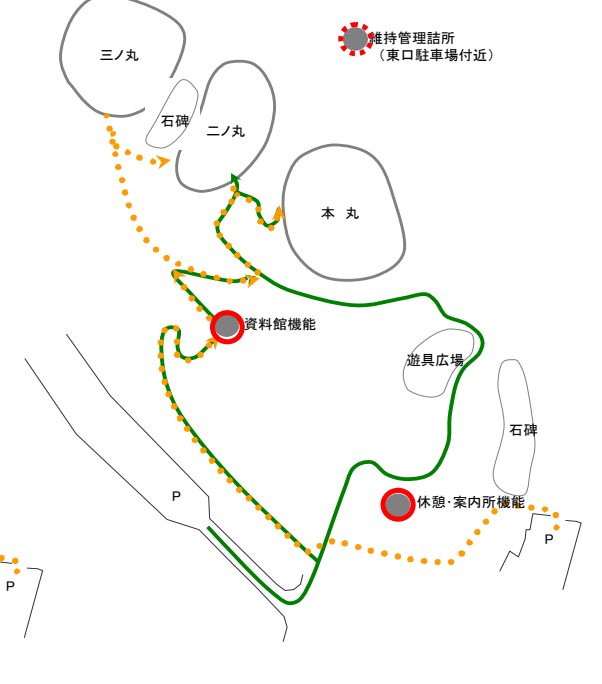 維持管理詰所
（東口駐車場付近）
三ノ丸
石碑
二ノ丸
本　丸
資料館機能
遊具広場
石碑
P
休憩・案内所機能
P
P